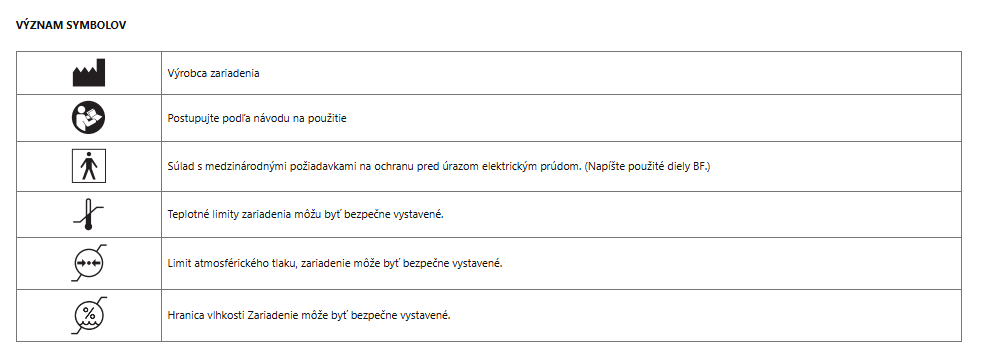 VÝZNAM SYMBOLOV
Výrobca zariadenia
Postupujte podľa návodu na použitie
Súlad s medzinárodnými požiadavkami na ochranu pred úrazom elektrickým prúdom. (Napíšte použité diely BF.)
Teplotné limity zariadenia môžu byť bezpečne vystavené.
Limit atmosférického tlaku, zariadenie môže byť bezpečne vystavené.
%
Hranica vlhkosti Zariadenie môže byť bezpečne vystavené.